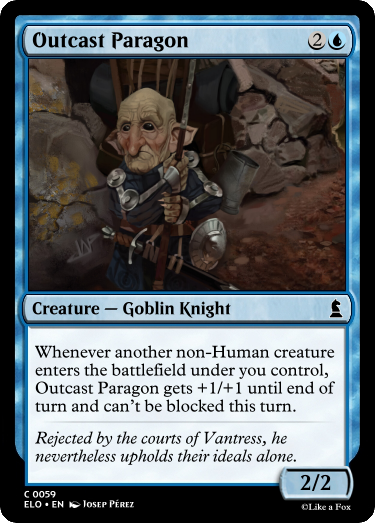 Outcast Paragon 2
Creature — Goblin Knight
Whenever another non-Human creature
enters the battlefield under you control,
Outcast Paragon gets +1/+1 until end of
turn and can't be blocked this turn.
Rejected by the courts of Vantress, he
nevertheless upholds their ideals alone.
2/2
C 0059
ELO • EN Josep Pérez
©Like a Fox